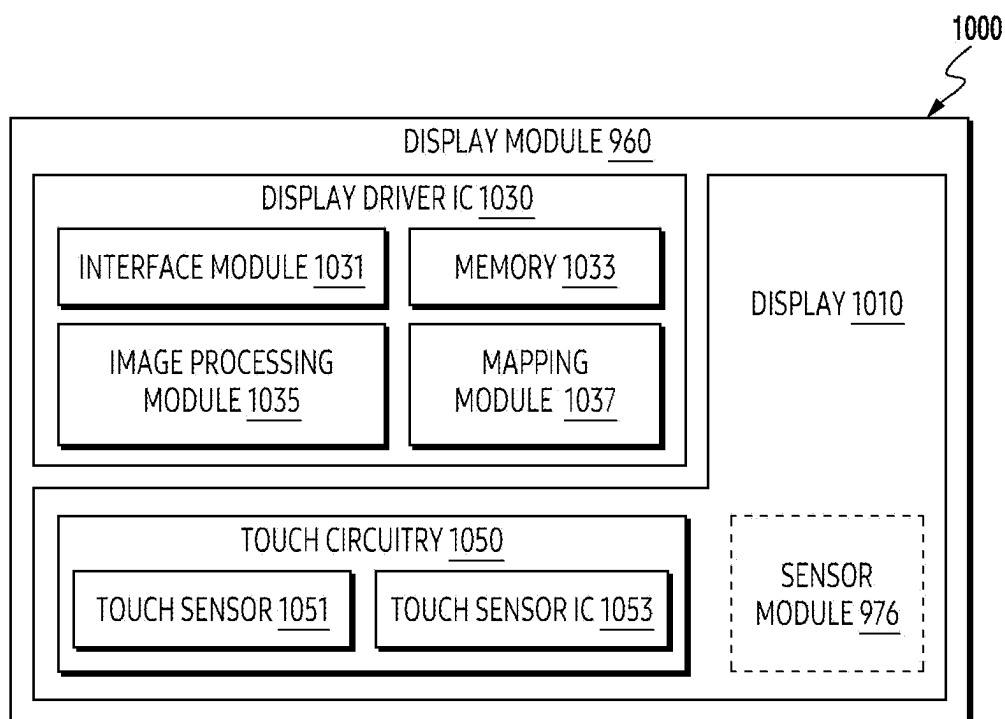 1000
DISPLAY MODULE 960
DISPLAY DRIVER IC 1030
INTERFACE MODULE 1031
MEMORY 1033
IMAGE PROCESSING
MODULE 1035
MAPPING
MODULE 1037
DISPLAY 1010
TOUCH CIRCUITRY 1050
TOUCH SENSOR 1051
TOUCH SENSOR IC 1053
SENSOR
MODULE 976